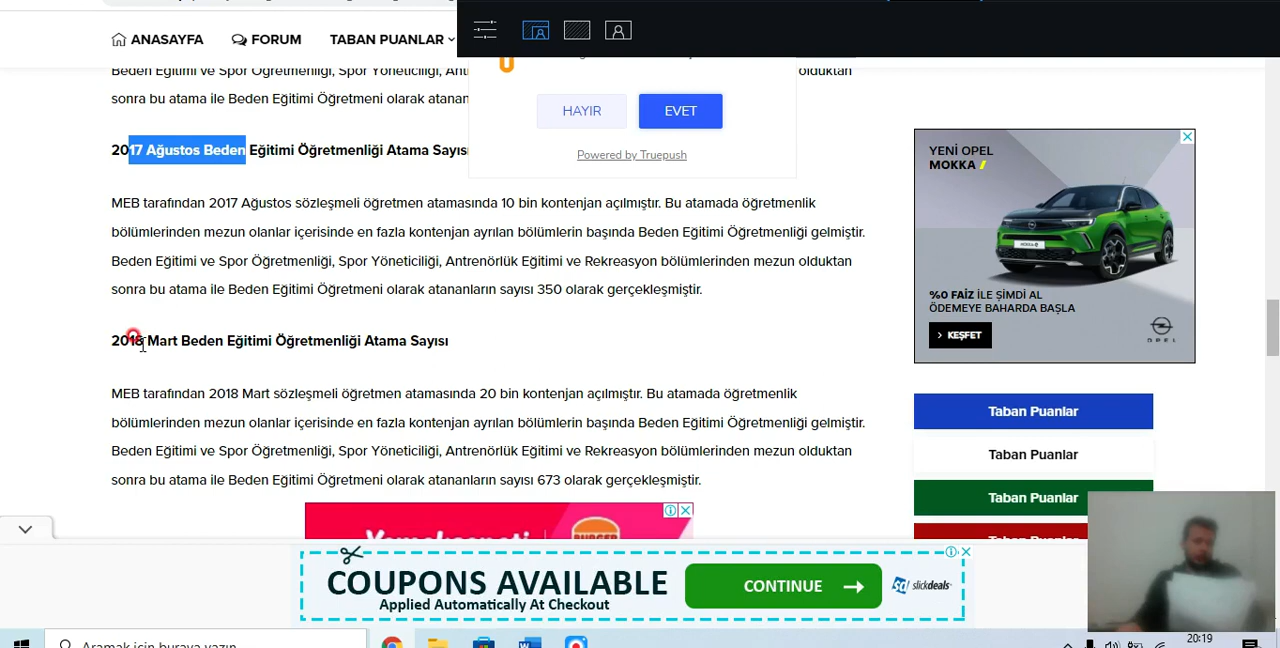 ANASAYFA
FORUM
TABAN PUANLAR
Beden Eğitimi ve Spor Öğretmenliği, Spor Yöneticiliği, Ant
olduktan
sonra bu atama ile Beden Eğitimi Öğretmeni olarak atanan
HAYIR
EVET
Powered by Truepush
2017 Ağustos Beden Eğitimi Öğretmenliği Atama Sayısı
MEB tarafından 2017 Ağustos sözleşmeli öğretmen atamasında 10 bin kontenjan açılmıştır. Bu atamada öğretmenlik
bölümlerinden mezun olanlar içerisinde en fazla kontenjan ayrılan bölümlerin başında Beden Eğitimi Öğretmenliği gelmiştir.
Beden Eğitimi ve Spor Öğretmenliği, Spor Yöneticiliği, Antrenörlük Eğitimi ve Rekreasyon bölümlerinden mezun olduktan
sonra bu atama ile Beden Eğitimi Öğretmeni olarak atananların sayısı 350 olarak gerçekleşmiştir.
2018 Mart Beden Eğitimi Öğretmenliği Atama Sayısı
MEB tarafından 2018 Mart sözleşmeli öğretmen atamasında 20 bin kontenjan açılmıştır. Bu atamada öğretmenlik
bölümlerinden mezun olanlar içerisinde en fazla kontenjan ayrılan bölümlerin başında Beden Eğitimi Öğretmenliği gelmiştir.
Beden Eğitimi ve Spor Öğretmenliği, Spor Yöneticiliği, Antrenörlük Eğitimi ve Rekreasyon bölümlerinden mezun olduktan
sonra bu atama ile Beden Eğitimi Öğretmeni olarak atananların sayısı 673 olarak gerçekleşmiştir.
YENİ OPEL
MOKKA
%0 FAİZ İLE ŞİMDİ AL
ÖDEMEYE BAHARDA BAŞLA
KEŞFET
OPEL
Taban Puanlar
Taban Puanlar
Taban Puanlar
Taban Puanlar
Yemeksepeti
BURGER
COUPONS AVAILABLE
Applied Automatically At Checkout
CONTINUE
sd slickdeals
Aramak için buraya yazın
20:19